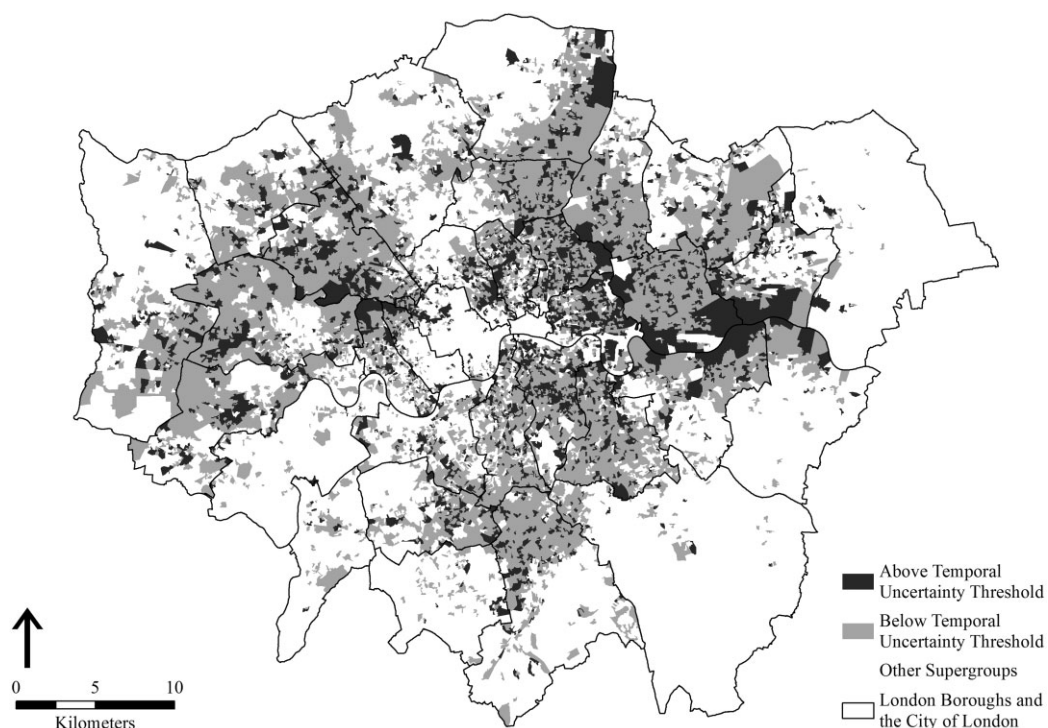 Above Temporal
Uncertainty Threshold
Below Temporal
Uncertainty Threshold
Other Supergroups
London Boroughs and
the City of London
0 5 10
Kilometers